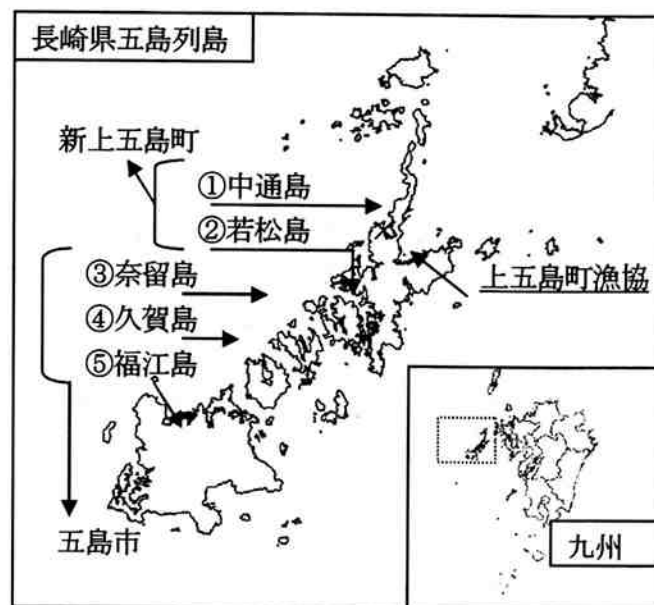 長崎県五島列島
新上五島町
①中通島
②若松島
③奈留島
④久賀島
⑤福江島
上五島町漁協
五島市
九州